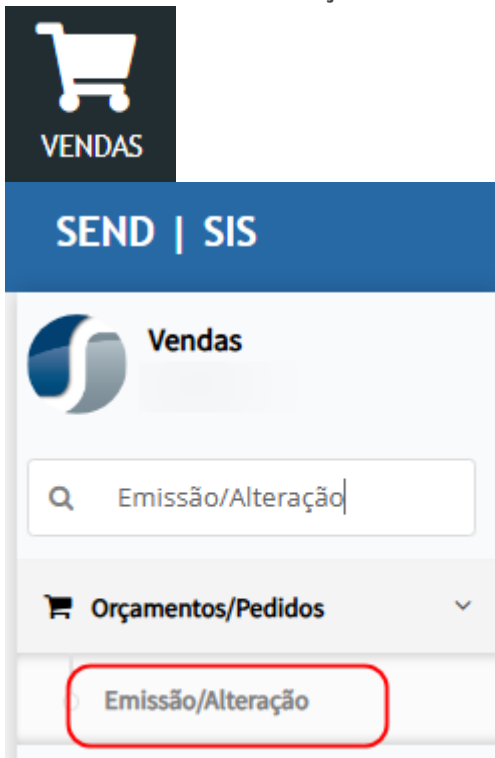 VENDAS
SEND | SIS
Vendas
Emissão/Alteração
Orçamentos/Pedidos
Emissão/Alteração